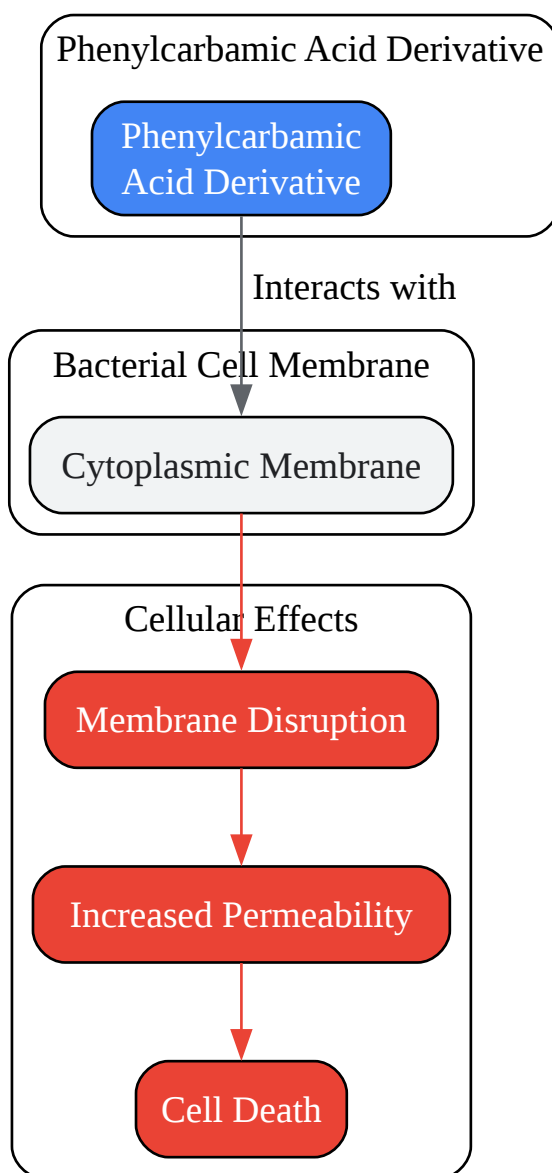 Phenylcarbamic Acid Derivative
Phenylcarbamic
Acid Derivative
Interacts with
Bacterial Cell Membrane
Cytoplasmic Membrane
Cellular Effects
Membrane Disruption
Increased Permeability
Cell Death